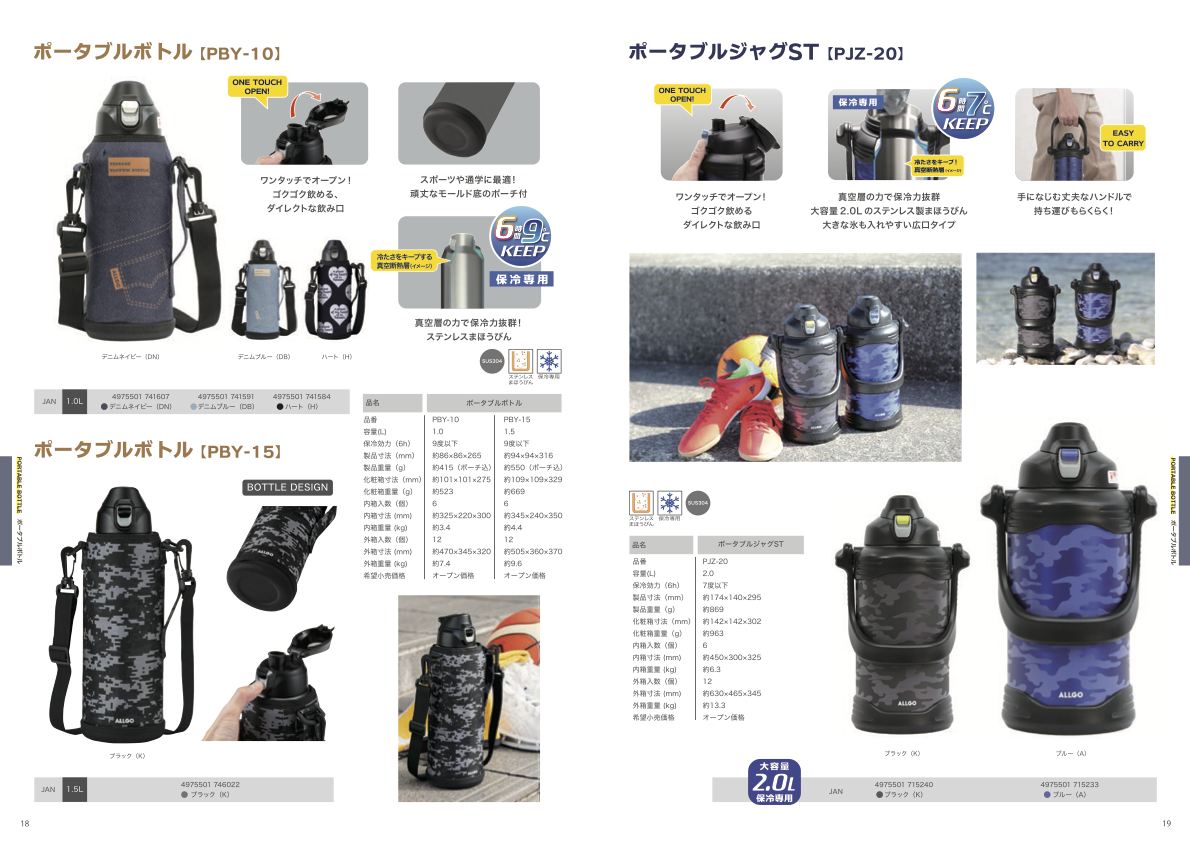 ポータブルボトル【PBY-10】
ONE TOUCH
OPEN!
ワンタッチでオープン！
ゴクゴク飲める、
ダイレクトな飲み口
スポーツや通学に最適！
頑丈なモールド底のポーチ付
6時間9℃
KEEP
保冷専用
冷たさをキープする
真空断熱層(イメージ)
真空層の力で保冷力抜群！
ステンレスまほうびん
SUS304
ステンレス
まほうびん
保冷専用
デニムネイビー（DN）
デニムブルー（DB）
ハート（H）
JAN 1.0L
4975501 741607
デニムネイビー（DN）
4975501 741591
デニムブルー（DB）
4975501 741584
ハート（H）
品名 ポータブルボトル
品番 PBY-10 PBY-15
容量(L) 1.0 1.5
保冷効力（6h） 9度以下 9度以下
製品寸法（mm） 約86×86×265 約94×94×316
製品重量（g） 約415（ポーチ込） 約550（ポーチ込）
化粧箱寸法（mm） 約101×101×275 約109×109×329
化粧箱重量（g） 約523 約669
内箱入数（個） 6 6
内箱寸法 (mm) 約325×220×300 約345×240×350
内箱重量 (kg) 約3.4 約4.4
外箱入数（個） 12 12
外箱寸法 (mm) 約470×345×320 約505×360×370
外箱重量 (kg) 約7.4 約9.6
希望小売価格 オープン価格 オープン価格
ポータブルボトル【PBY-15】
BOTTLE DESIGN
ALLGO
ALLGO
ブラック（K）
JAN 1.5L
4975501 746022
ブラック（K）
PORTABLE BOTTLE ポータブルボトル
18
ポータブルジャグST【PJZ-20】
ONE TOUCH
OPEN!
ワンタッチでオープン！
ゴクゴク飲める
ダイレクトな飲み口
保冷専用
6時間7℃
KEEP
冷たさをキープ！
真空断熱層(イメージ)
真空層の力で保冷力抜群
大容量2.0Lのステンレス製まほうびん
大きな氷も入れやすい広口タイプ
EASY
TO CARRY
手になじむ丈夫なハンドルで
持ち運びもらくらく！
ステンレス
まほうびん
保冷専用
SUS304
品名 ポータブルジャグST
品番 PJZ-20
容量(L) 2.0
保冷効力（6h） 7度以下
製品寸法（mm） 約174×140×295
製品重量（g） 約869
化粧箱寸法（mm） 約142×142×302
化粧箱重量（g） 約963
内箱入数（個） 6
内箱寸法 (mm) 約450×300×325
内箱重量 (kg) 約6.3
外箱入数（個） 12
外箱寸法 (mm) 約630×465×345
外箱重量 (kg) 約13.3
希望小売価格 オープン価格
ALLGO
ALLGO
ブラック（K）
ブルー（A）
大容量
2.0L
保冷専用
JAN
4975501 715240
ブラック（K）
4975501 715233
ブルー（A）
PORTABLE BOTTLE ポータブルボトル
19